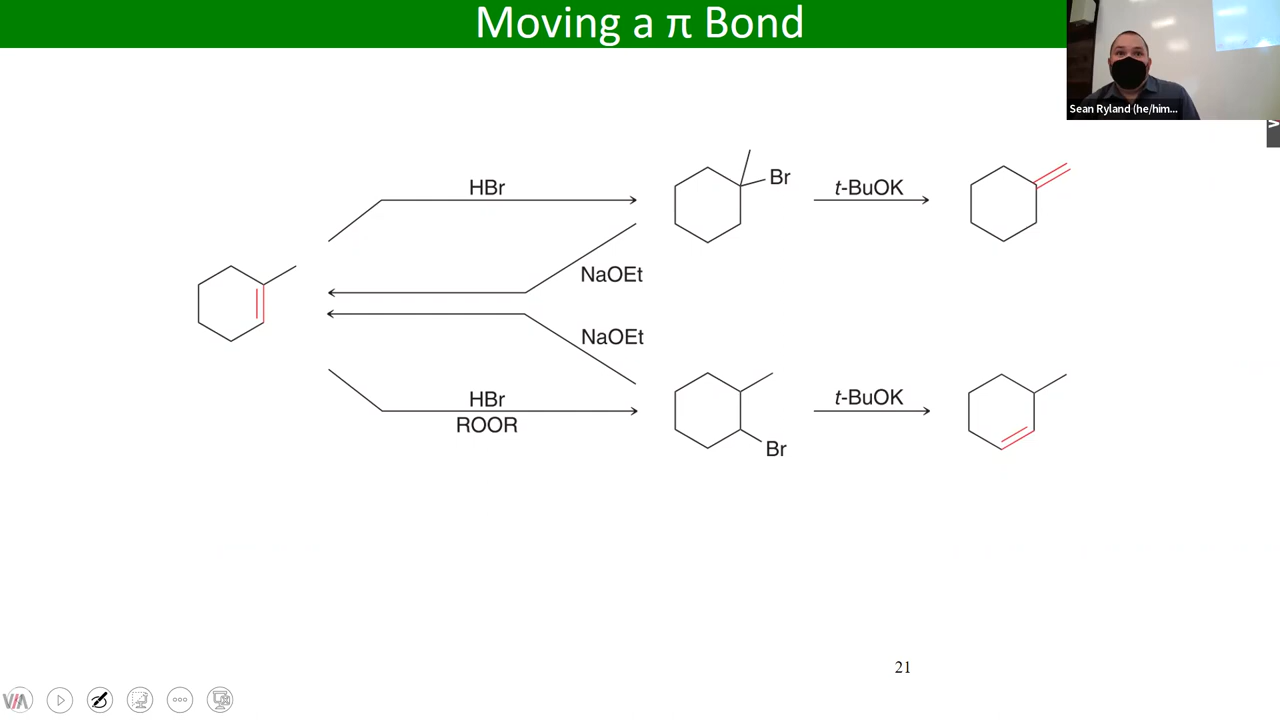 Moving a π Bond
Sean Ryland (he/him...
HBr
Br
t-BuOK
NaOEt
NaOEt
HBr
ROOR
Br
t-BuOK
21